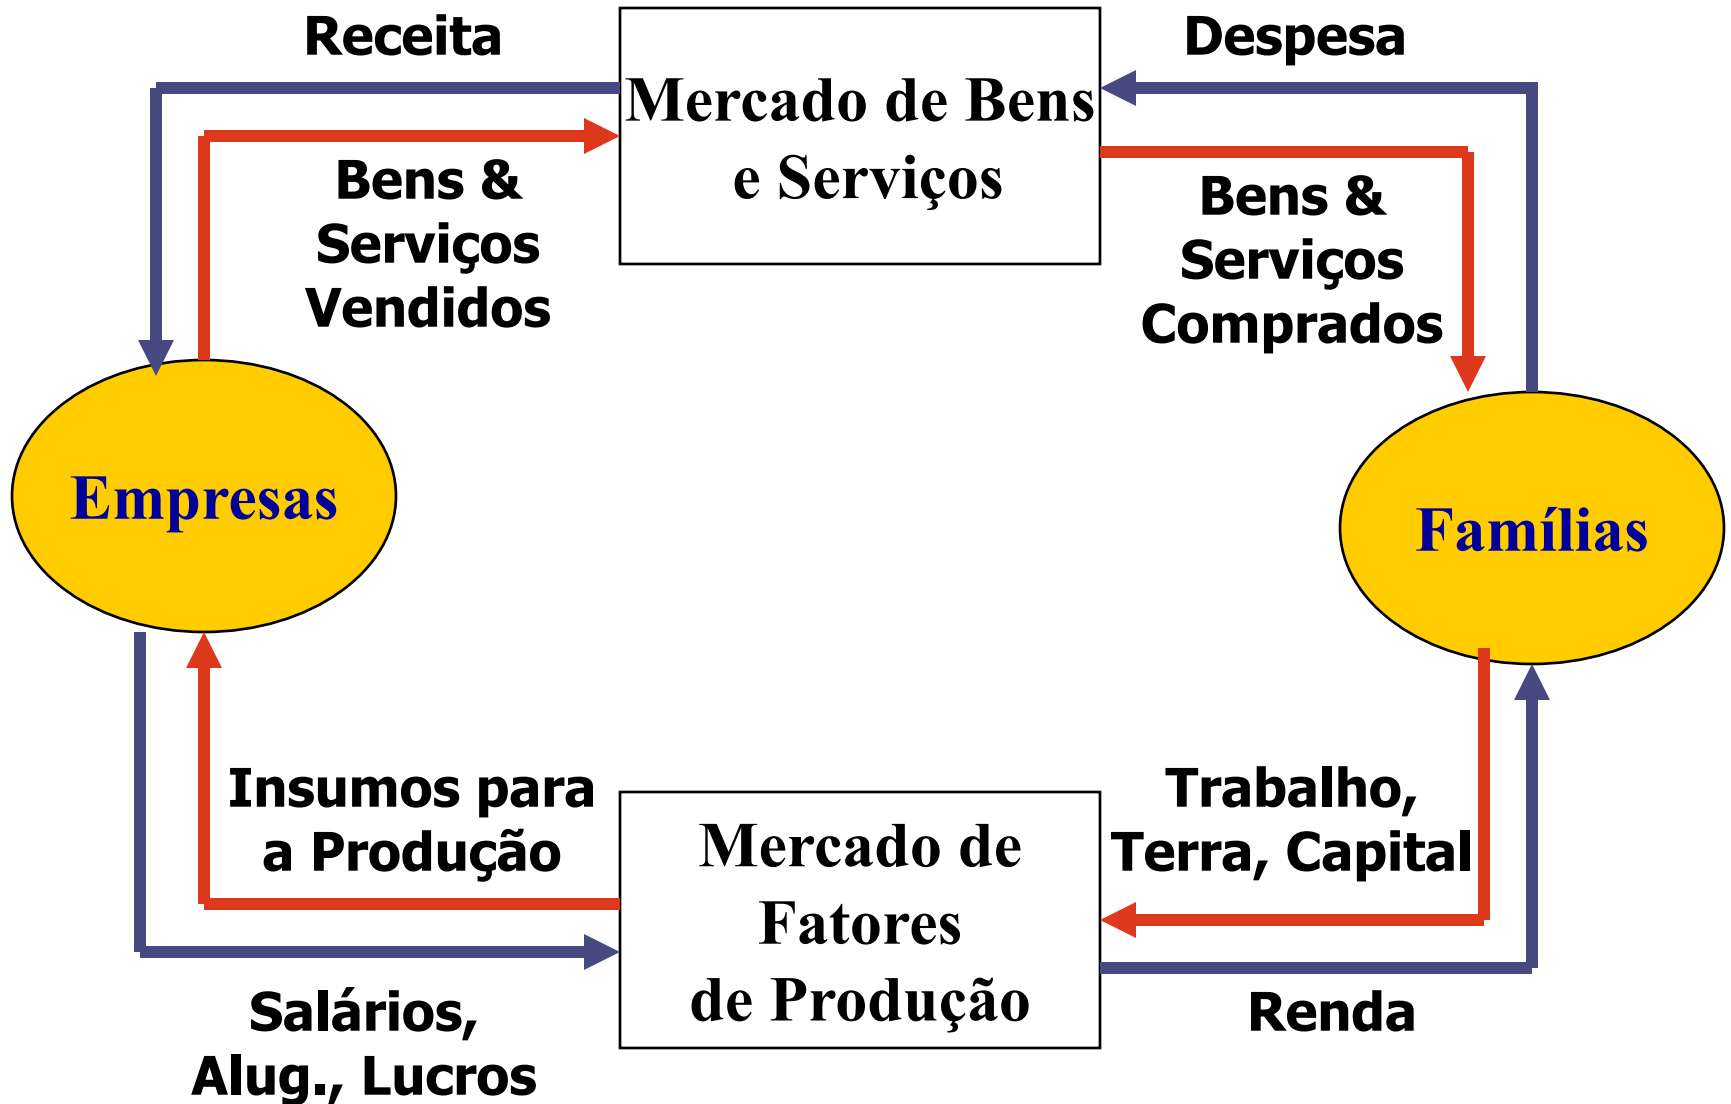 Receita
Despesa
Mercado de Bens
e Serviços
Bens &
Serviços
Vendidos
Bens &
Serviços
Comprados
Empresas
Famílias
Insumos para
a Produção
Mercado de
Fatores
de Produção
Trabalho,
Terra, Capital
Salários,
Alug., Lucros
Renda